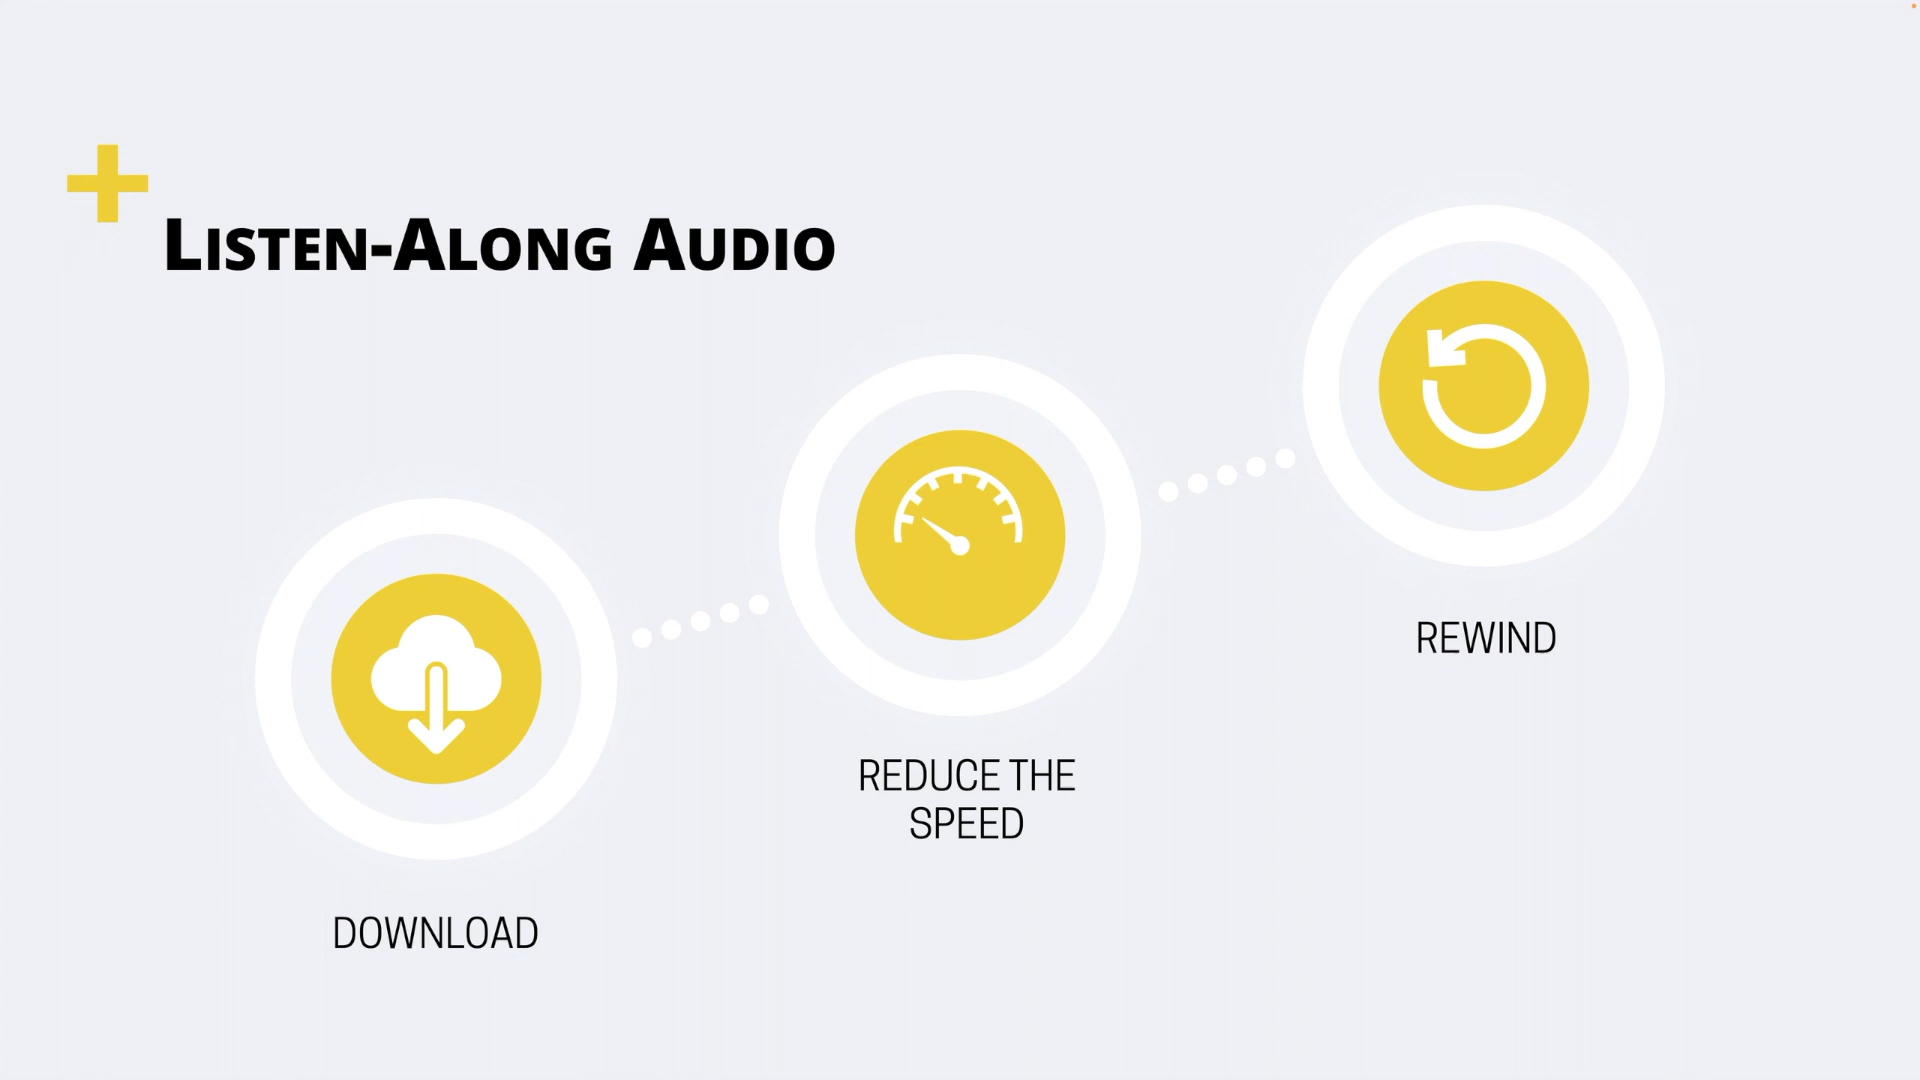 Listen-Along Audio
DOWNLOAD
REDUCE THE
SPEED
REWIND